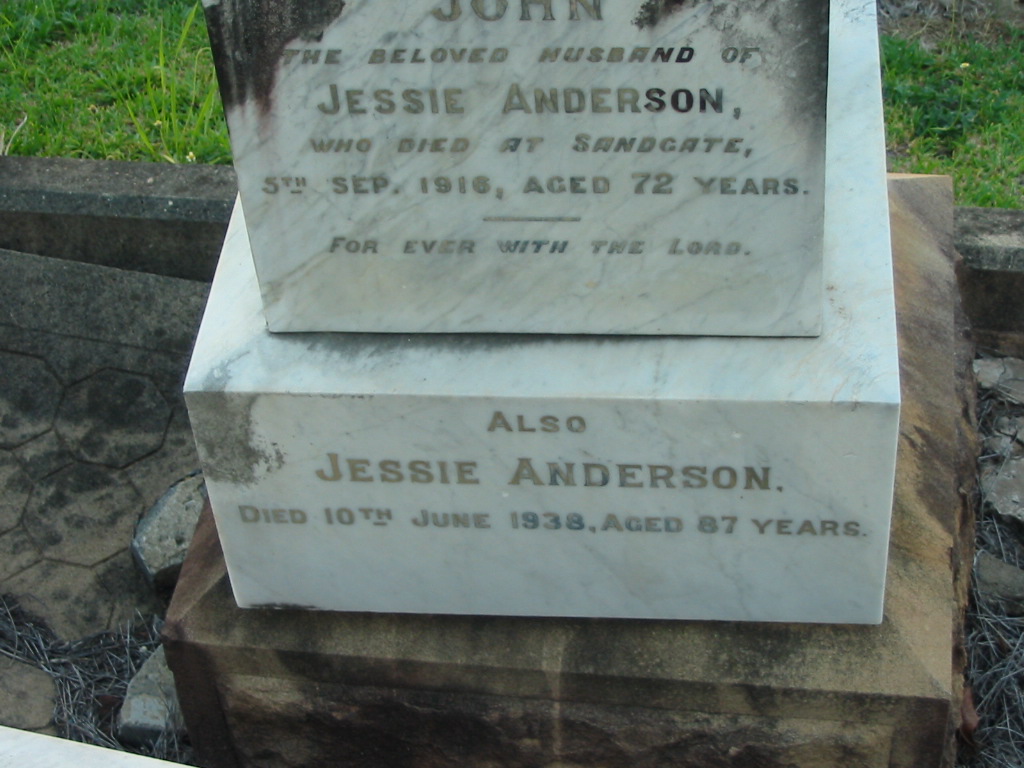 JOHN
THE BELOVED HUSBAND OF
JESSIE ANDERSON,
WHO DIED AT SANDGATE,
5TH SEP. 1916, AGED 72 YEARS.
FOR EVER WITH THE LORD.
ALSO
JESSIE ANDERSON.
DIED 10TH JUNE 1938, AGED 87 YEARS.